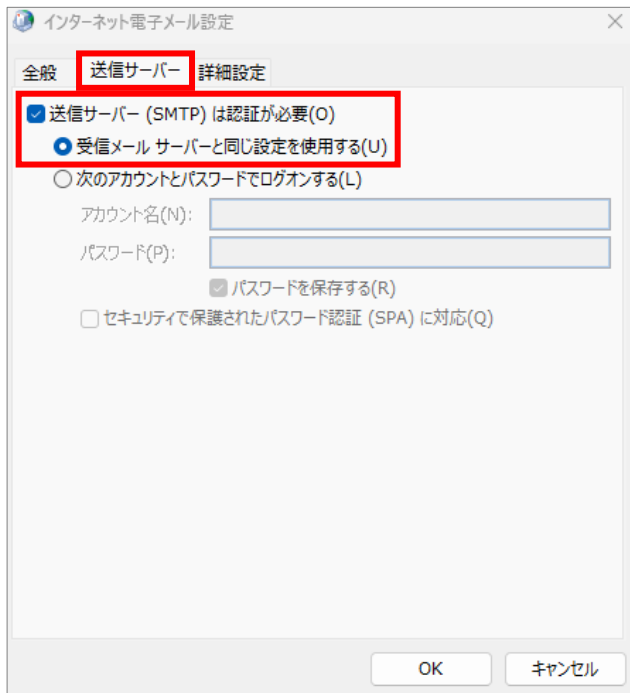 インターネット電子メール設定
全般 送信サーバー 詳細設定
送信サーバー (SMTP) は認証が必要(O)
受信メール サーバーと同じ設定を使用する(U)
次のアカウントとパスワードでログオンする(L)
アカウント名(N):
パスワード(P):
パスワードを保存する(R)
セキュリティで保護されたパスワード認証 (SPA) に対応(Q)
OK キャンセル